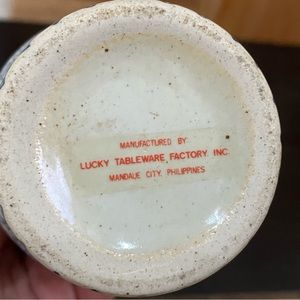 MANUFACTURED BY
LUCKY TABLEWARE FACTORY. INC.
MANDAUE CITY, PHILIPPINES